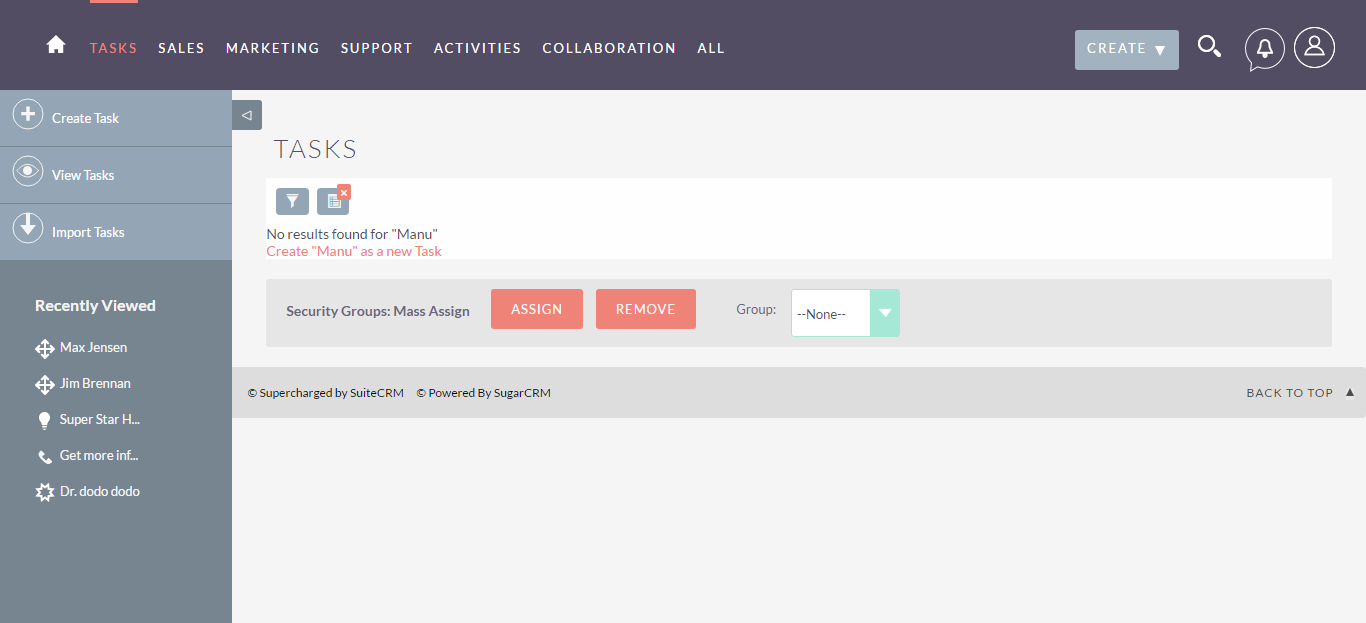 TASKS SALES MARKETING SUPPORT ACTIVITIES COLLABORATION ALL CREATE ▼
Create Task
View Tasks
Import Tasks
Recently Viewed
Max Jensen
Jim Brennan
Super Star H...
Get more inf...
Dr. dodo dodo
TASKS
No results found for "Manu"
Create "Manu" as a new Task
Security Groups: Mass Assign ASSIGN REMOVE Group: --None--
© Supercharged by SuiteCRM © Powered By SugarCRM BACK TO TOP